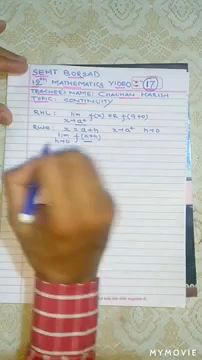 SEMT BORSAD
12th MATHEMATICS VIDEO: 17
TEACHER NAME: CHAUHAN HARISH
TOPIC: CONTINUITY
RHL: lim f(x) OR f(a+0)
x→a+
x = a+h x→a+ h→0
lim f(a+h)
h→0
MYMOVIE